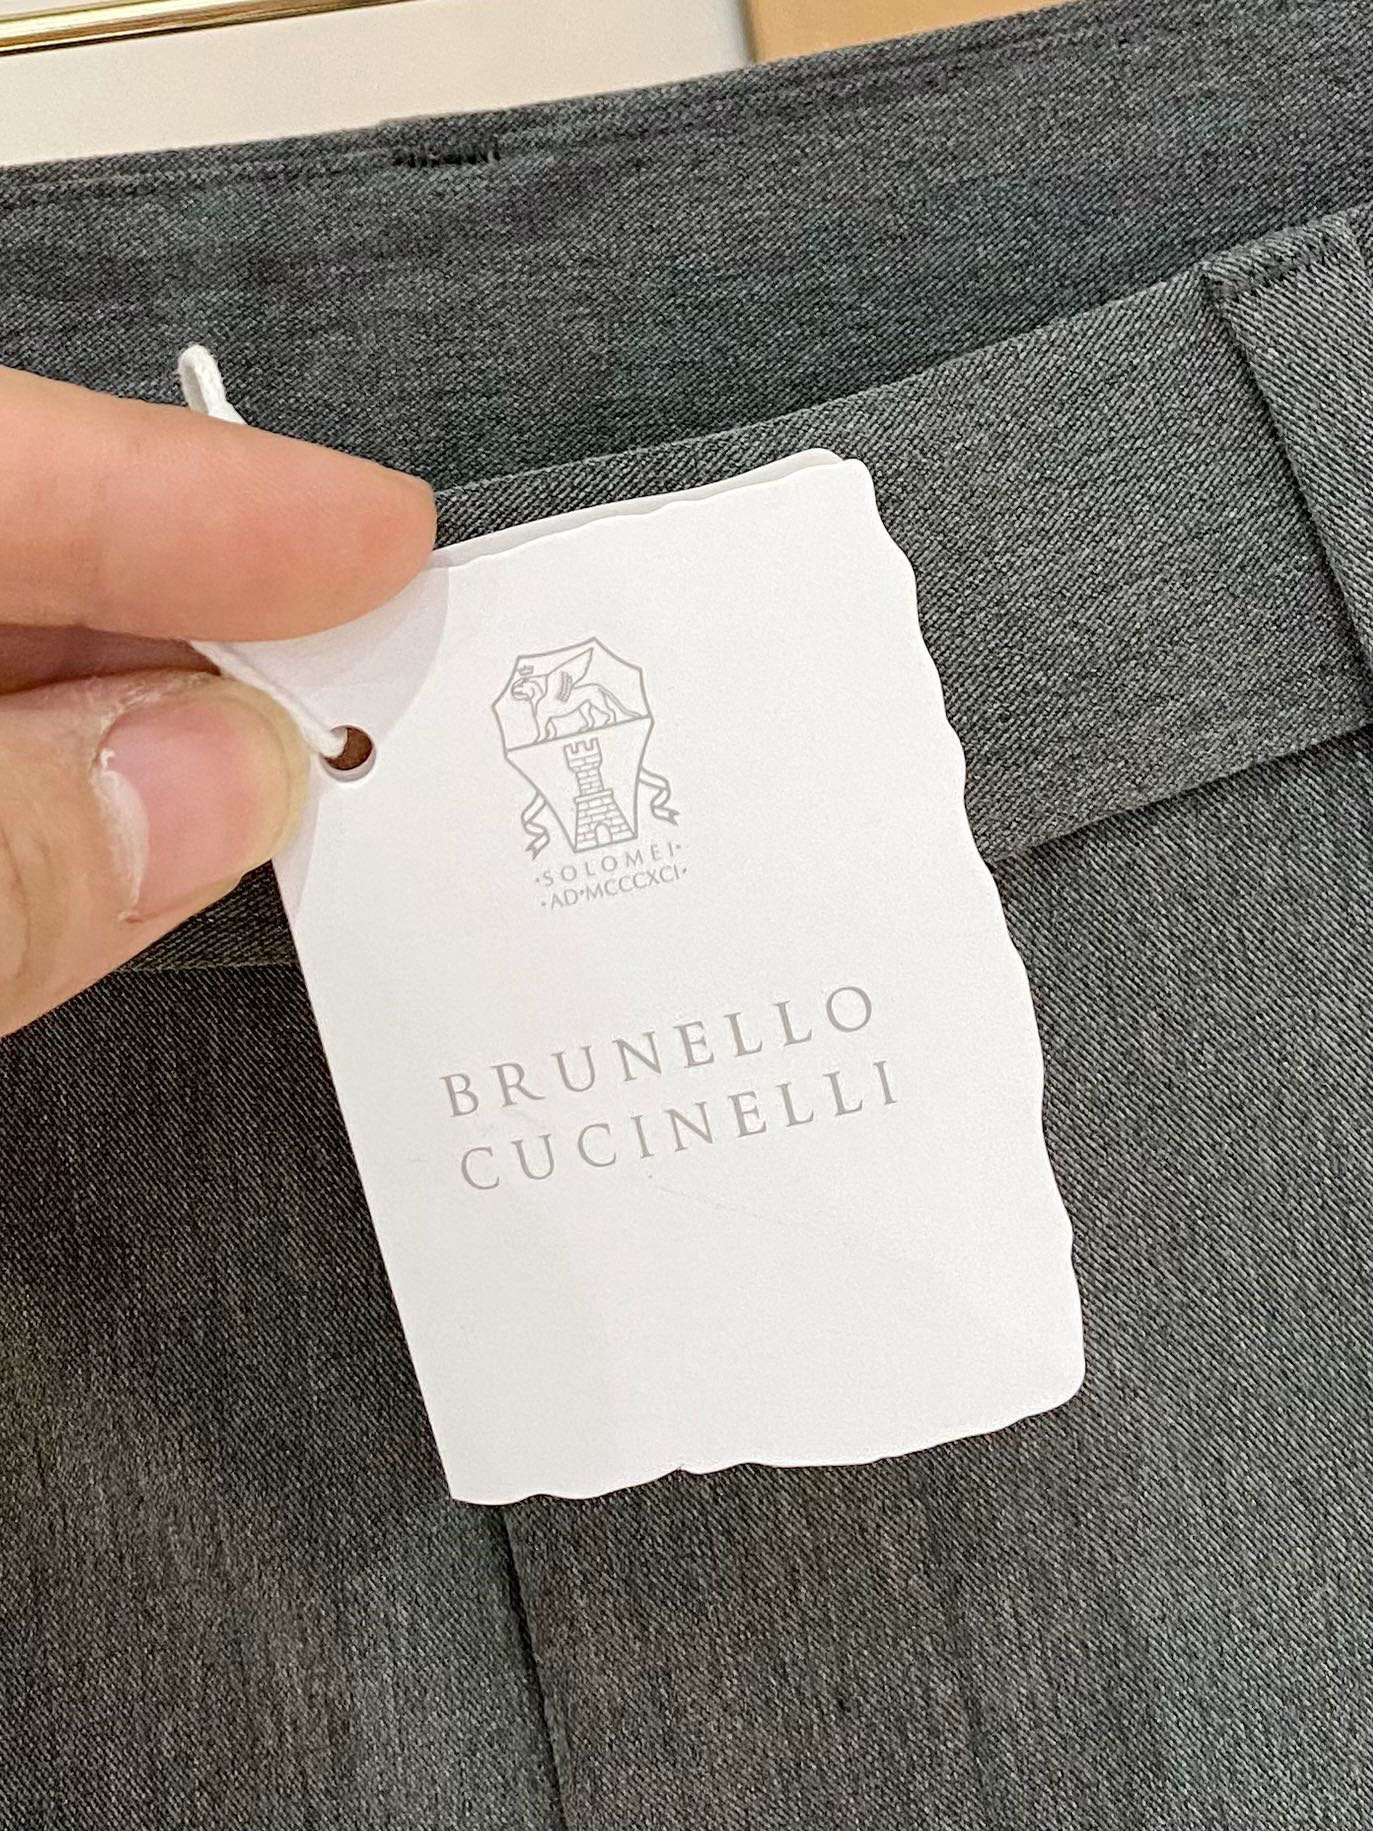 ·SOLOMEI·
·AD·MCCCXCI·
BRUNELLO
CUCINELLI